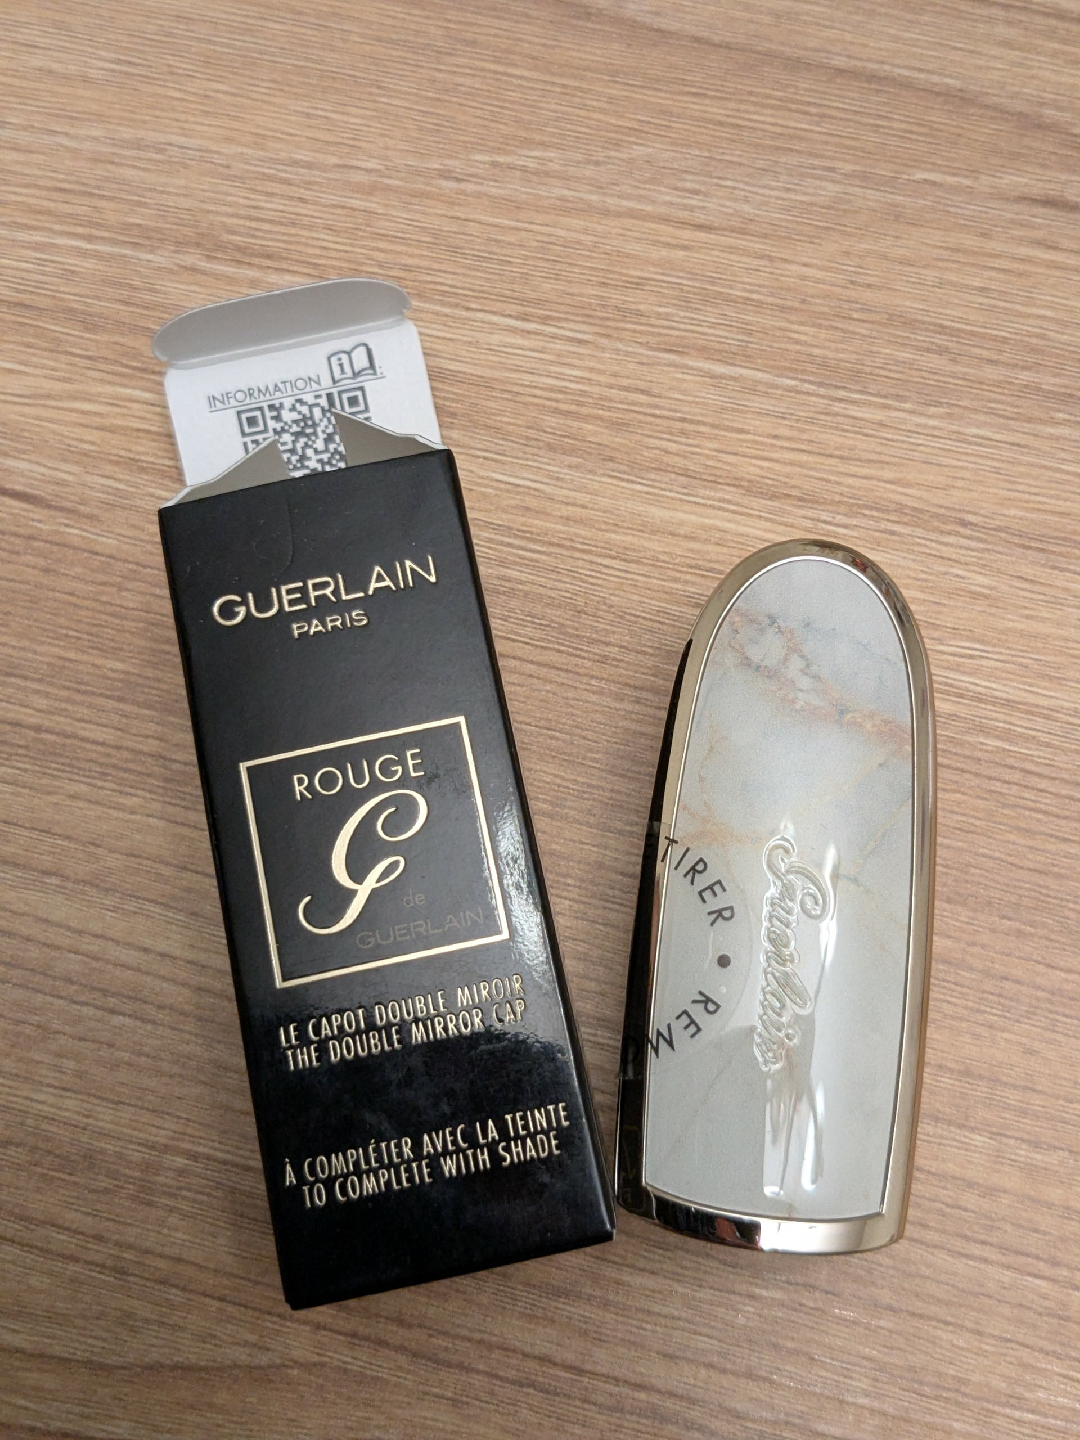 INFORMATION
GUERLAIN
PARIS
ROUGE
G
de
GUERLAIN
LE CAPOT DOUBLE MIROIR
THE DOUBLE MIRROR CAP
À COMPLÉTER AVEC LA TEINTE
TO COMPLETE WITH SHADE
TIRER • REMO
Guerlain